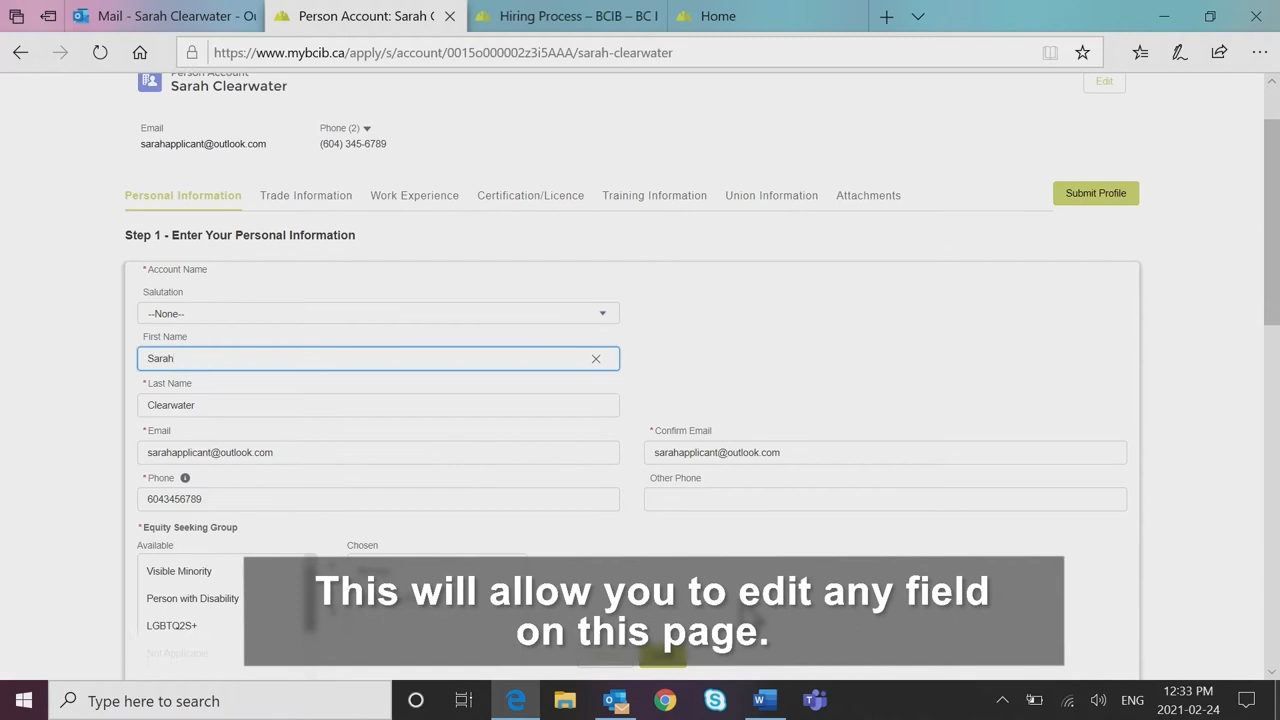 Mail - Sarah Clearwater - Ou
Person Account: Sarah C
Hiring Process – BCIB – BC I
Home
https://www.mybcib.ca/apply/s/account/0015o000002z3i5AAA/sarah-clearwater
Person Account
Sarah Clearwater
Edit
Email
Phone (2)
sarahapplicant@outlook.com
(604) 345-6789
Personal Information
Trade Information
Work Experience
Certification/Licence
Training Information
Union Information
Attachments
Submit Profile
Step 1 - Enter Your Personal Information
*Account Name
Salutation
--None--
First Name
Sarah
*Last Name
Clearwater
*Email
*Confirm Email
sarahapplicant@outlook.com
sarahapplicant@outlook.com
*Phone
Other Phone
6043456789
*Equity Seeking Group
Available
Chosen
Visible Minority
Person with Disability
LGBTQ2S+
Not Applicable
This will allow you to edit any field
on this page.
Type here to search
ENG
12:33 PM
2021-02-24